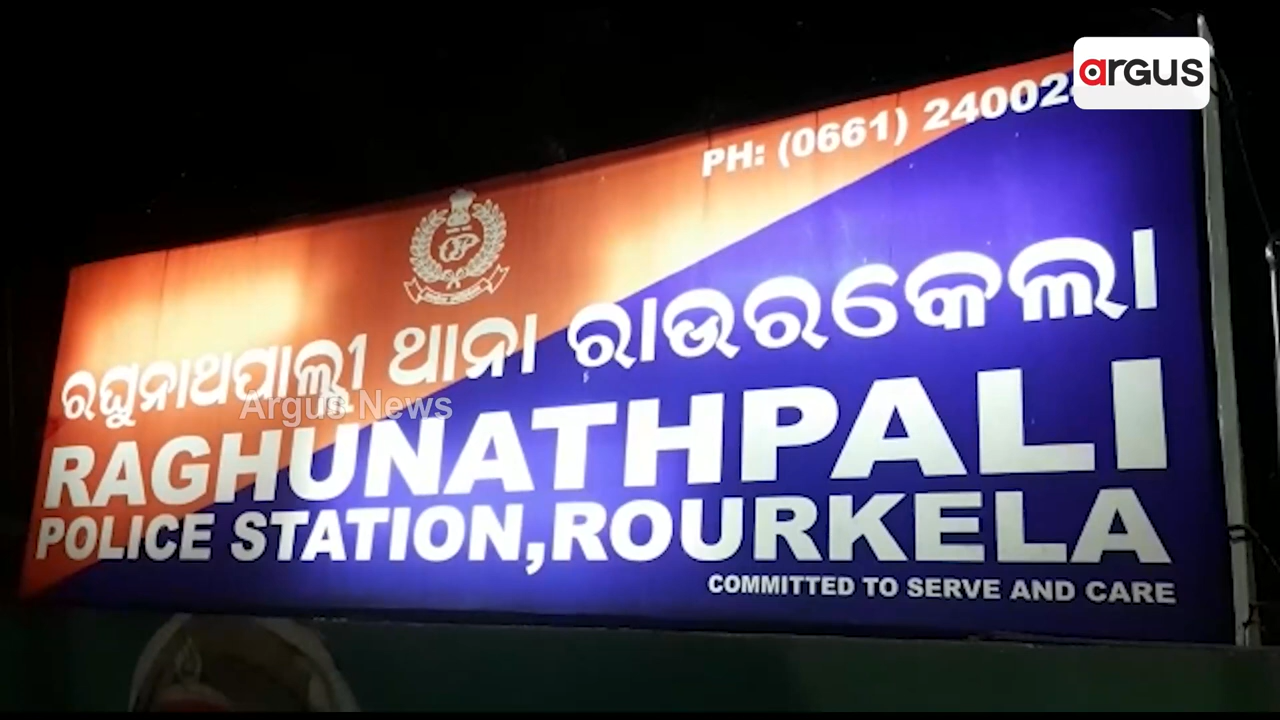 argus
PH: (0661) 24002
ରଘୁନାଥପାଲ୍ଲୀ ଥାନା ରାଉରକେଲା
Argus News
RAGHUNATHPALI
POLICE STATION,ROURKELA
COMMITTED TO SERVE AND CARE